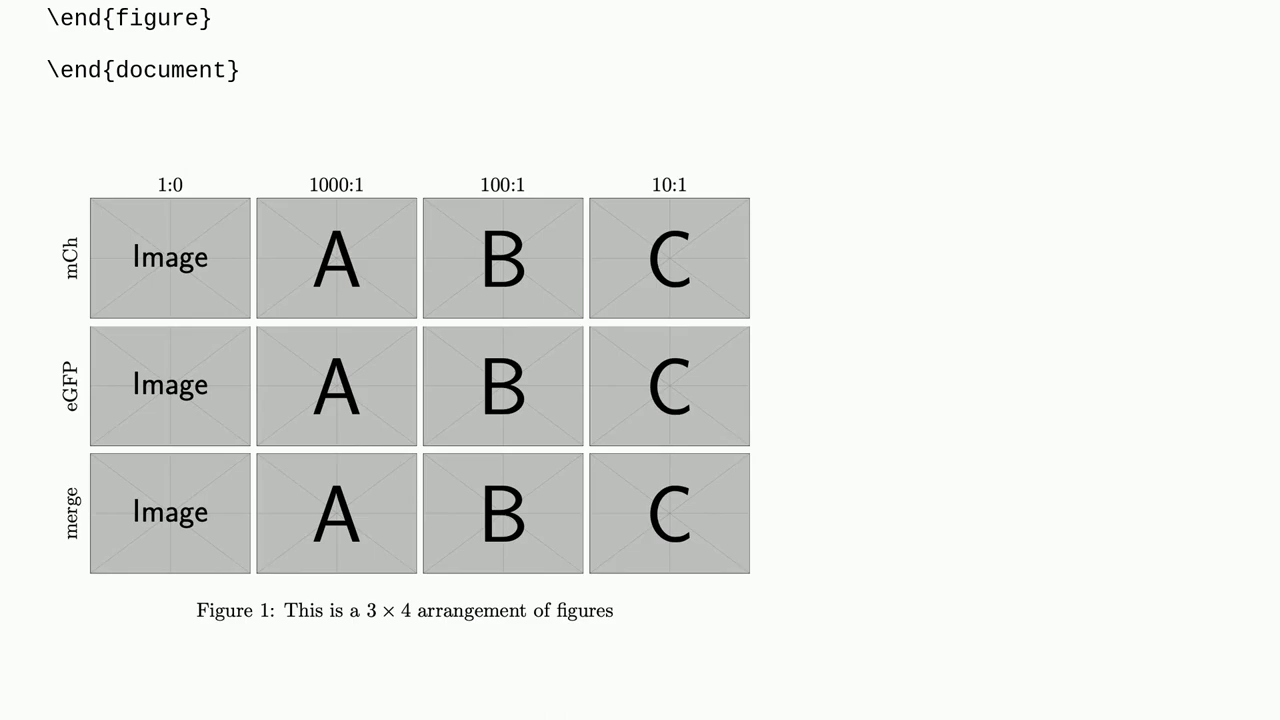 \end{figure}
\end{document}
1:0 1000:1 100:1 10:1
mCh Image A B C
eGFP Image A B C
merge Image A B C
Figure 1: This is a 3 × 4 arrangement of figures